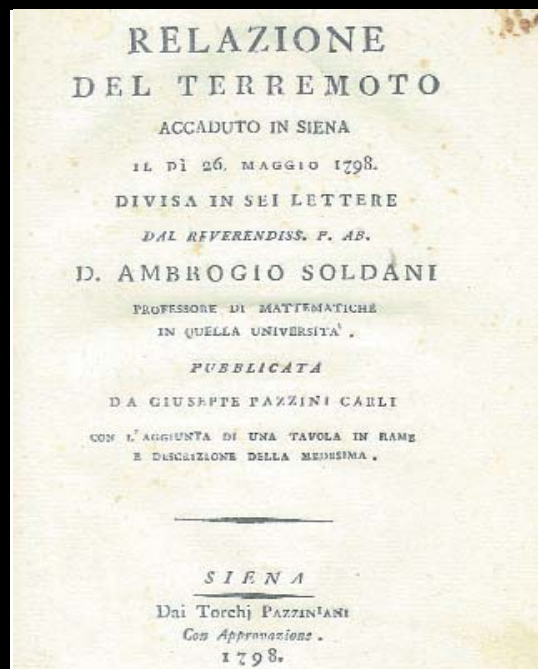 RELAZIONE
DEL TERREMOTO
ACCADUTO IN SIENA
IL DÌ 26. MAGGIO 1798.
DIVISA IN SEI LETTERE
DAL REVERENDISS. P. AB.
D. AMBROGIO SOLDANI
PROFESSORE DI MATTEMATICHE
IN QUELLA UNIVERSITA'.
PUBBLICATA
DA GIUSEPPE PAZZINI CARLI
CON L'AGGIUNTA DI UNA TAVOLA IN RAME
E DESCRIZIONE DELLA MEDESIMA.
SIENA
Dai Torchj PAZZINIANI
Con Approvazione.
1798.